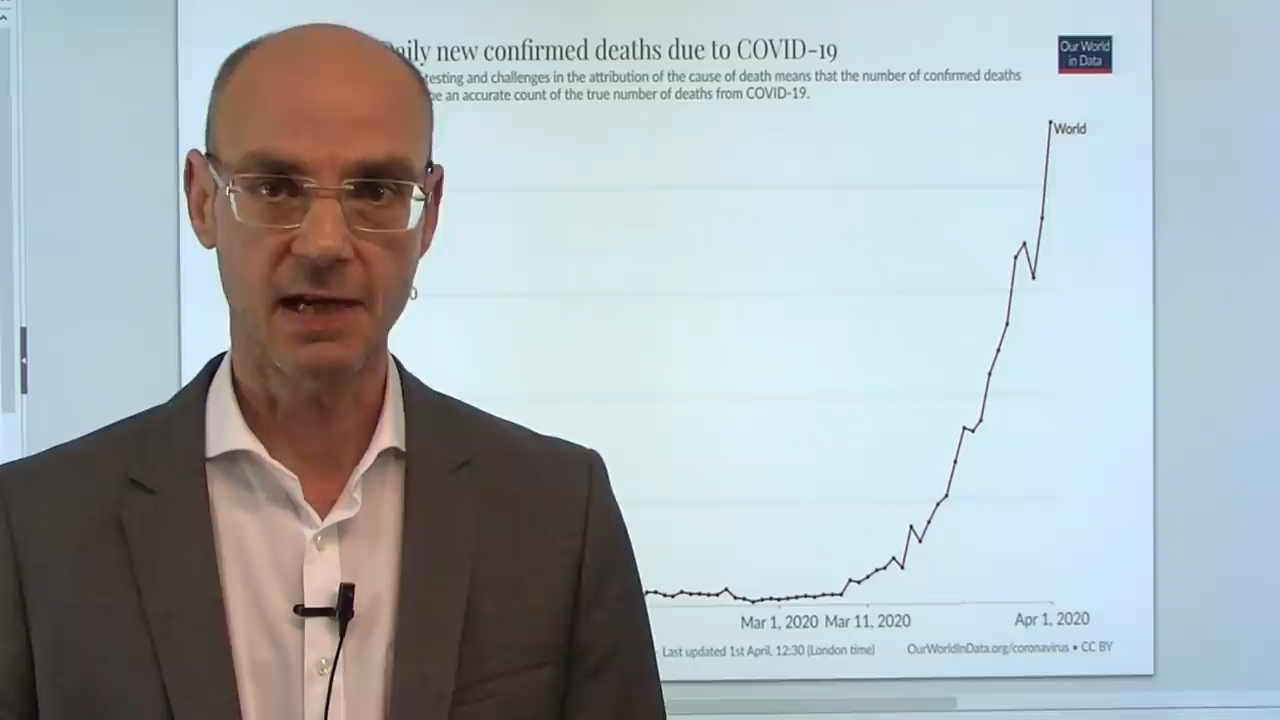 Daily new confirmed deaths due to COVID-19
Our World
in Data
testing and challenges in the attribution of the cause of death means that the number of confirmed deaths
be an accurate count of the true number of deaths from COVID-19.
World
0
Mar 1, 2020 Mar 11, 2020 Apr 1, 2020
Last updated 1st April, 12:30 (London time) OurWorldInData.org/coronavirus • CC BY